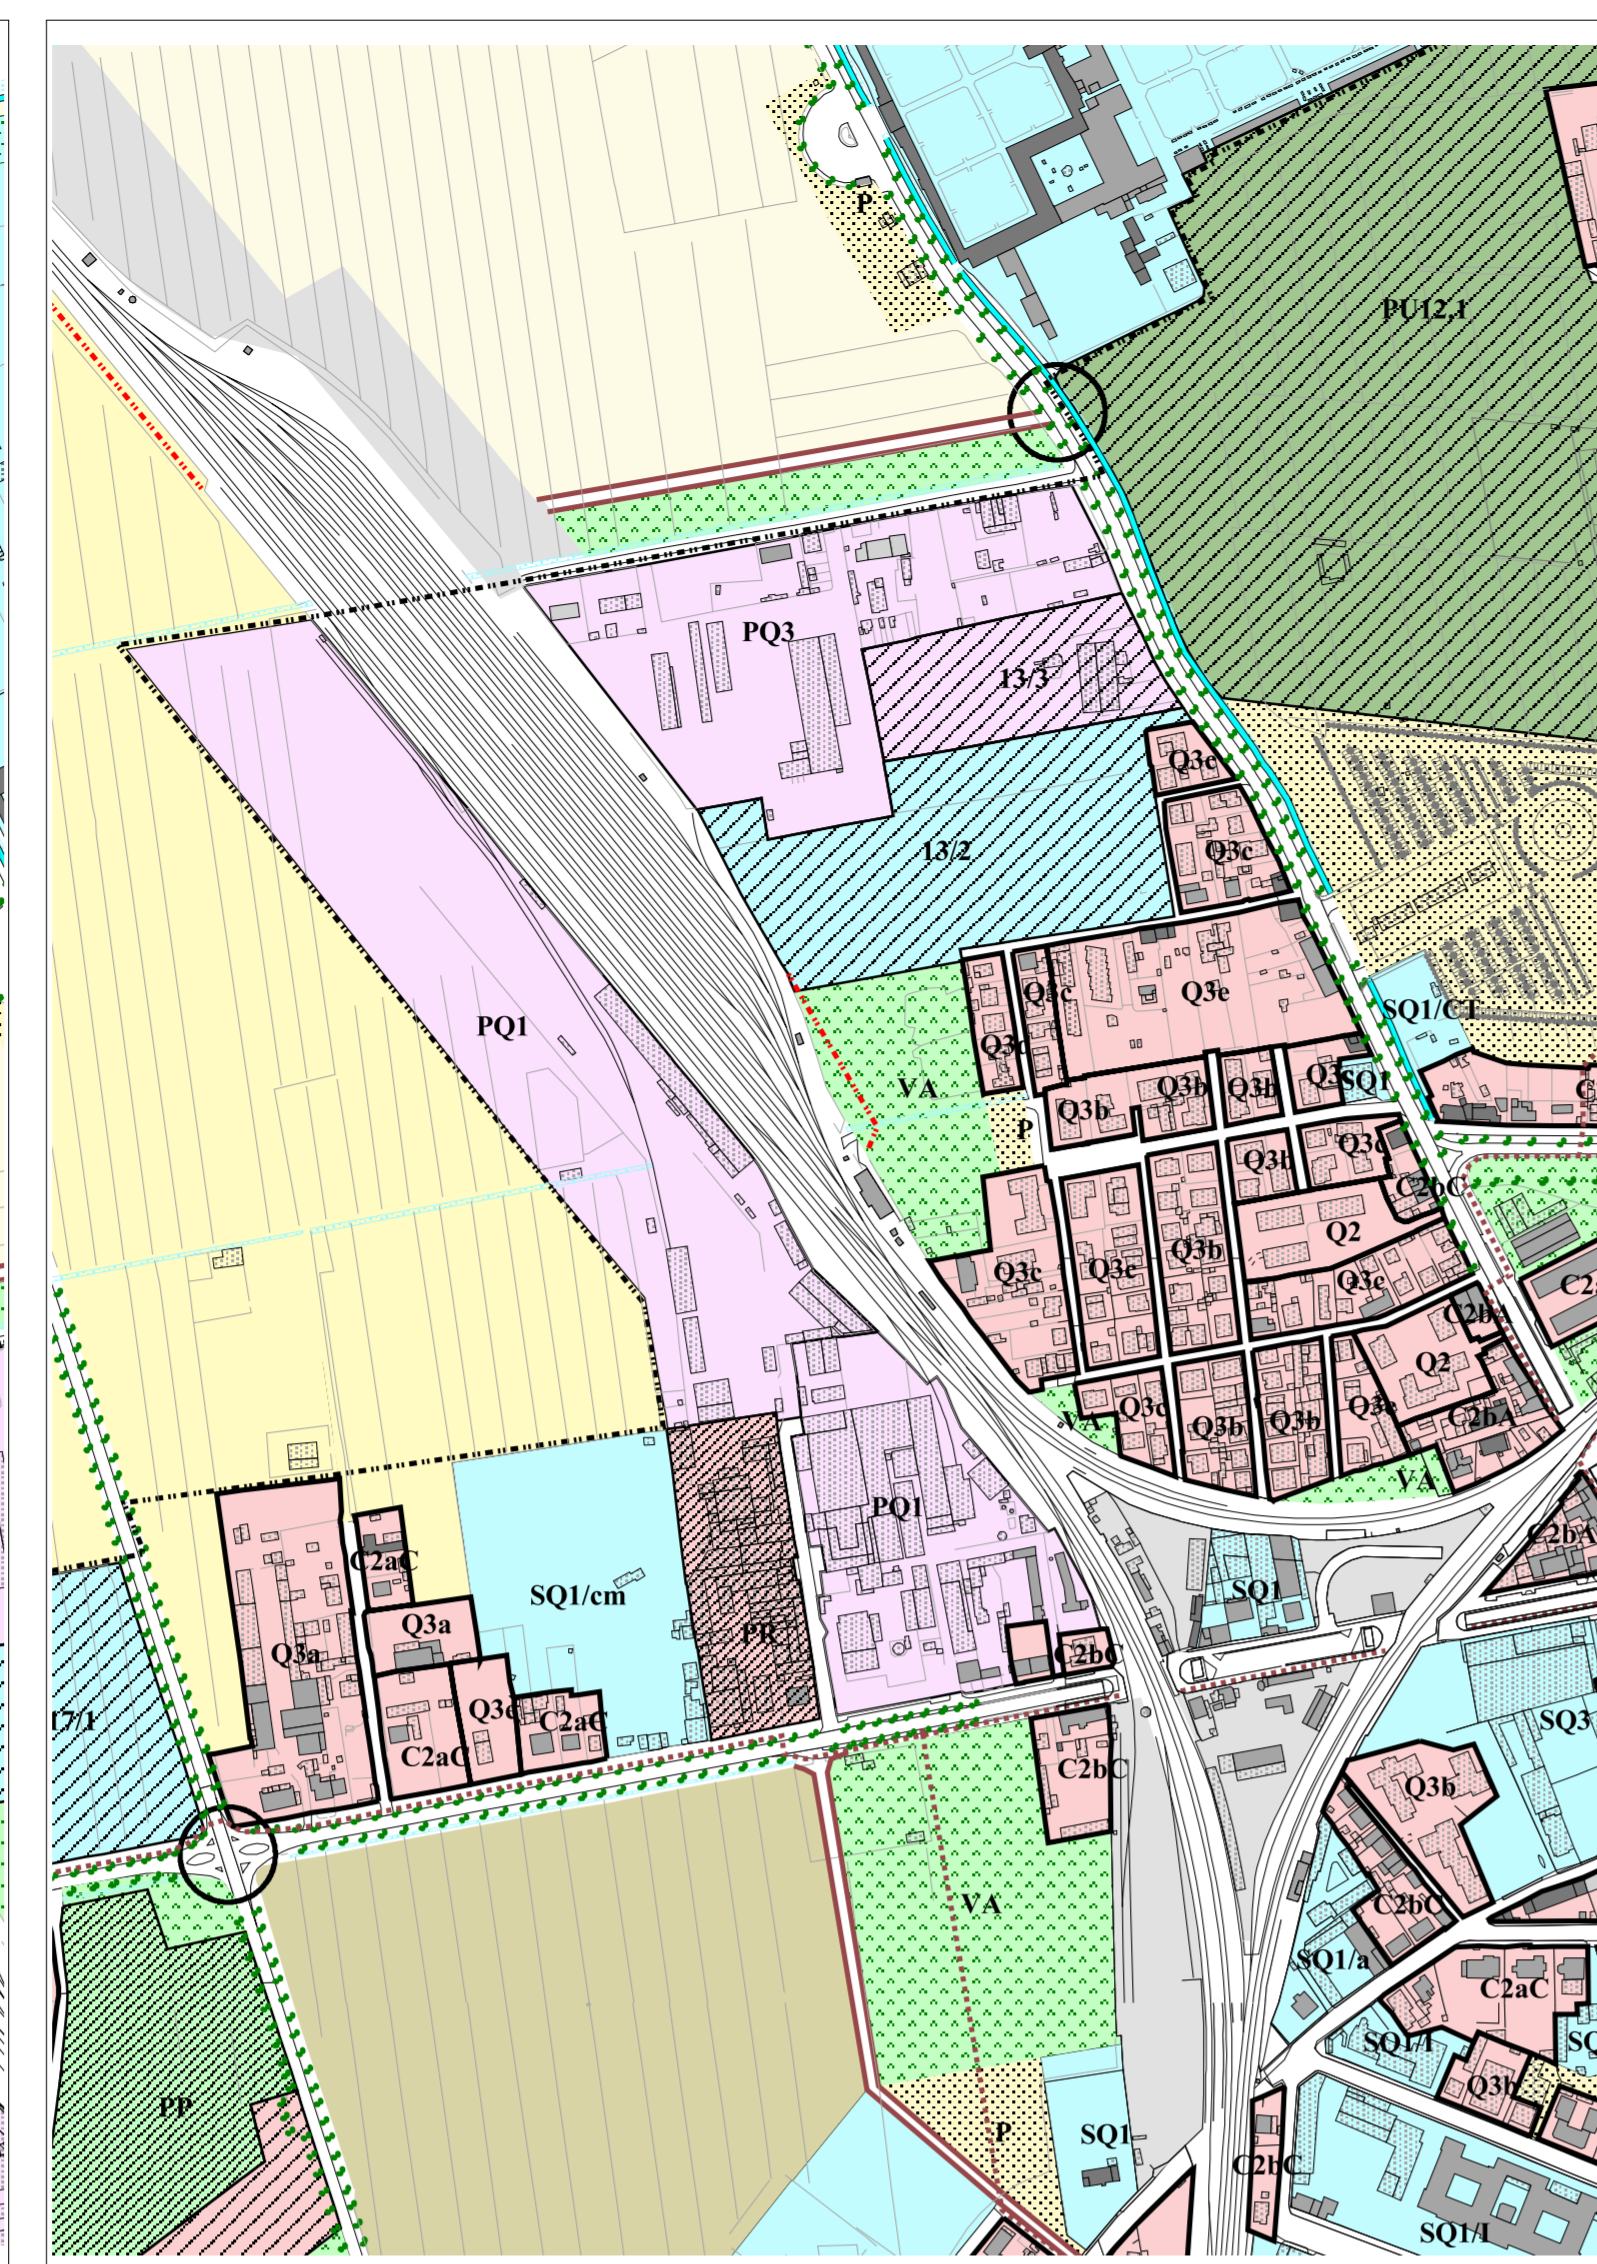 P
PU12,1
PQ3
13/3
Q3c
13/2
Q3c
Q3c
Q3e
SQ1/CT
PQ1
VA
Q3b
Q3b
Q3b
SQ1
P
Q3b
C2bC
Q2
Q3c
Q3c
Q3b
Q3c
C2bA
Q2
VA
Q3c
Q3b
Q3b
C2bA
VA
PQ1
C2bA
C2aC
SQ1/cm
SQ1
Q3a
Q3a
PR
C2bC
17/1
C2aC
SQ3
C2aC
C2bC
Q3b
VA
C2bC
SQ1/a
C2aC
SQ1/I
Q3b
PP
P
SQ1
C2bC
SQ1/I